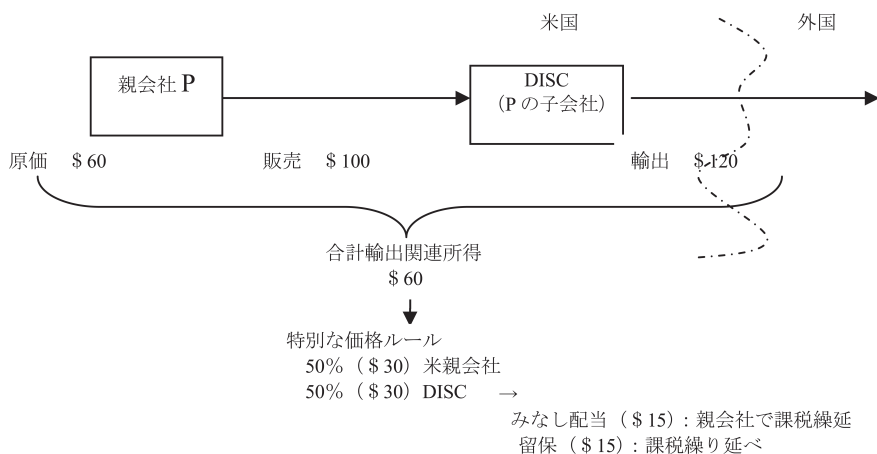 米国
外国
親会社 P
DISC
（P の子会社）
原価 ＄60
販売 ＄100
輸出 ＄120
合計輸出関連所得
＄60
特別な価格ルール
50％（＄30）米親会社
50％（＄30）DISC →
みなし配当（＄15）：親会社で課税繰延
留保（＄15）：課税繰り延べ